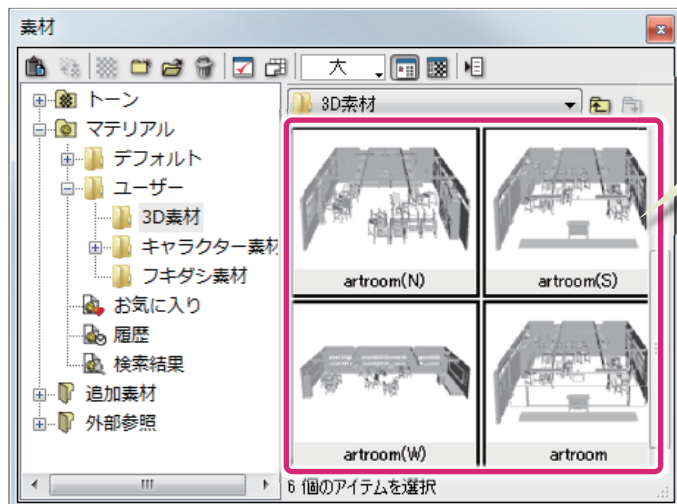 素材
大
トーン
マテリアル
デフォルト
ユーザー
3D素材
キャラクター素材
フキダシ素材
お気に入り
履歴
検索結果
追加素材
外部参照
3D素材
artroom(N)
artroom(S)
artroom(W)
artroom
6 個のアイテムを選択